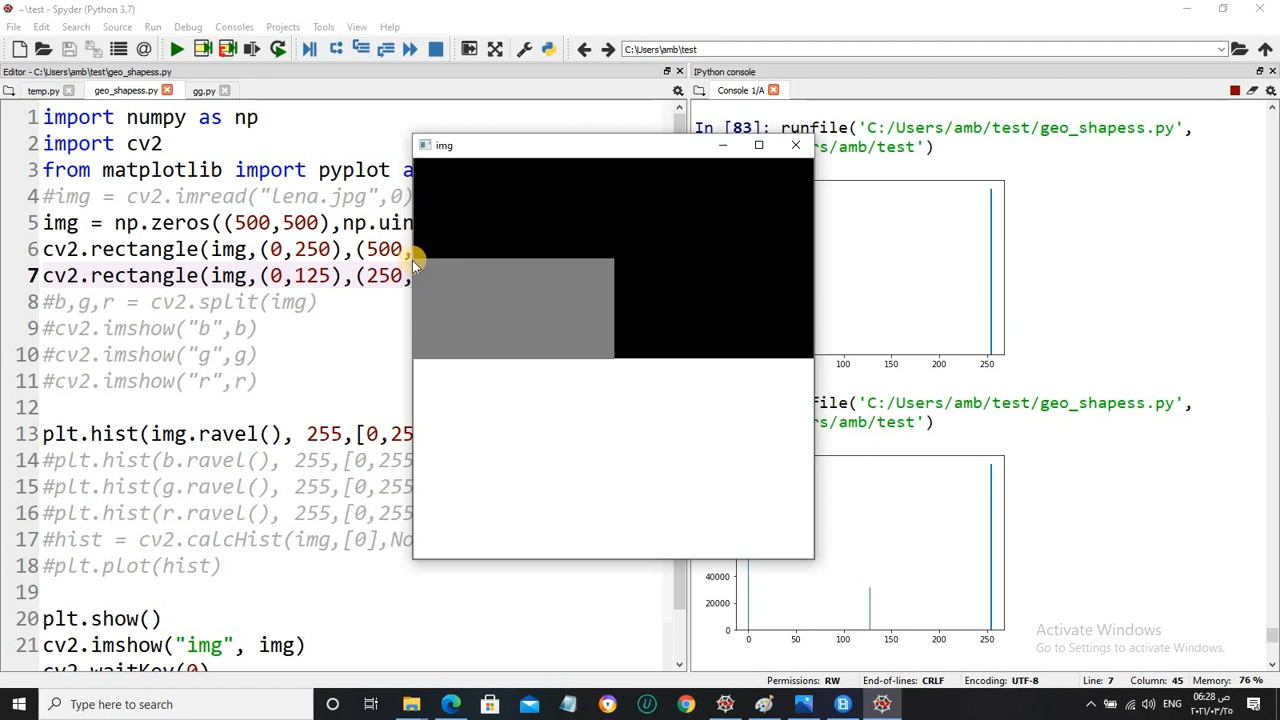 ~\test - Spyder (Python 3.7)
File Edit Search Source Run Debug Consoles Projects Tools View Help
C:\Users\amb\test
Editor - C:\Users\amb\test\geo_shapess.py
IPython console
temp.py geo_shapess.py gg.py
Console 1/A
1 import numpy as np
2 import cv2
3 from matplotlib import pyplot a
4 #img = cv2.imread("lena.jpg",0)
5 img = np.zeros((500,500),np.uin
6 cv2.rectangle(img,(0,250),(500,
7 cv2.rectangle(img,(0,125),(250,
8 #b,g,r = cv2.split(img)
9 #cv2.imshow("b",b)
10 #cv2.imshow("g",g)
11 #cv2.imshow("r",r)
12
13 plt.hist(img.ravel(), 255,[0,25
14 #plt.hist(b.ravel(), 255,[0,255
15 #plt.hist(g.ravel(), 255,[0,255
16 #plt.hist(r.ravel(), 255,[0,255
17 #hist = cv2.calcHist(img,[0],No
18 #plt.plot(hist)
19
20 plt.show()
21 cv2.imshow("img", img)
cv2.waitKey(0)
img
In [83]: runfile('C:/Users/amb/test/geo_shapess.py',
rs/amb/test')
100 150 200 250
file('C:/Users/amb/test/geo_shapess.py',
rs/amb/test')
40000
20000
0
0 50 100 150 200 250
Activate Windows
Go to Settings to activate Windows.
Permissions: RW End-of-lines: CRLF Encoding: UTF-8 Line: 7 Column: 45 Memory: 76 %
Type here to search
ENG
06:28 ص
٢٠٢١/٠٣/٢٥